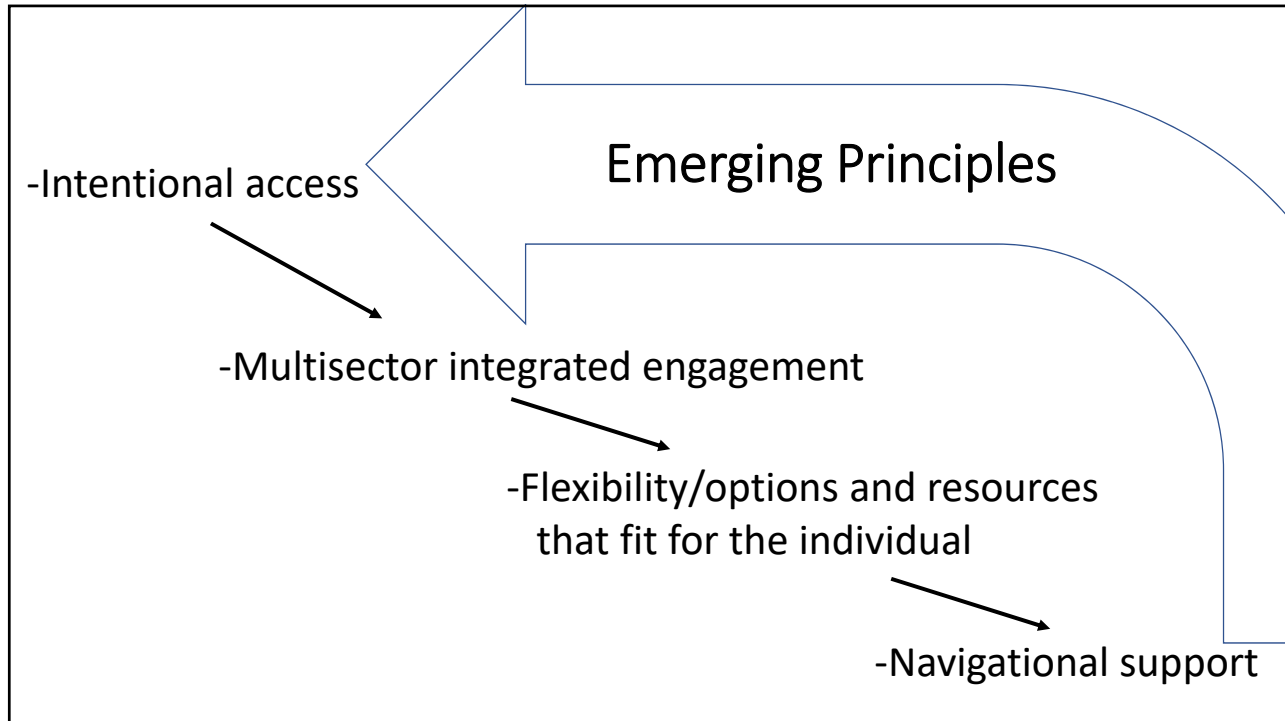 Emerging Principles
-Intentional access
-Multisector integrated engagement
-Flexibility/options and resources
that fit for the individual
-Navigational support